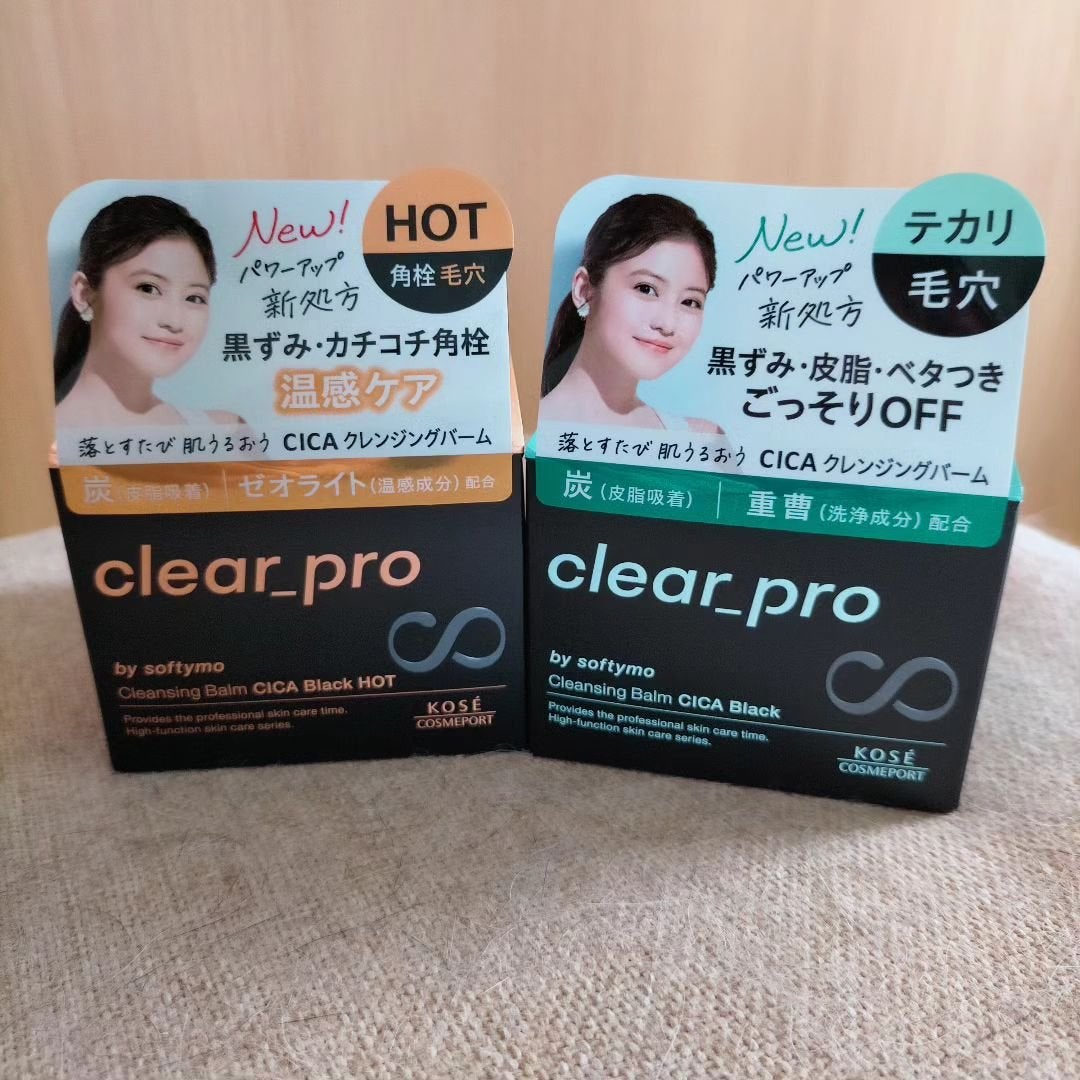 New!
パワーアップ
新処方
HOT
角栓 毛穴
黒ずみ・カチコチ角栓
温感ケア
落とすたび 肌うるおう CICA クレンジングバーム
炭(皮脂吸着) ゼオライト(温感成分)配合
clear_pro
by softymo
Cleansing Balm CICA Black HOT
Provides the professional skin care time.
High-function skin care series.
KOSÉ
COSMEPORT
New!
パワーアップ
新処方
テカリ
毛穴
黒ずみ・皮脂・ベタつき
ごっそりOFF
落とすたび 肌うるおう CICA クレンジングバーム
炭(皮脂吸着) 重曹(洗浄成分)配合
clear_pro
by softymo
Cleansing Balm CICA Black
Provides the professional skin care time.
High-function skin care series.
KOSÉ
COSMEPORT